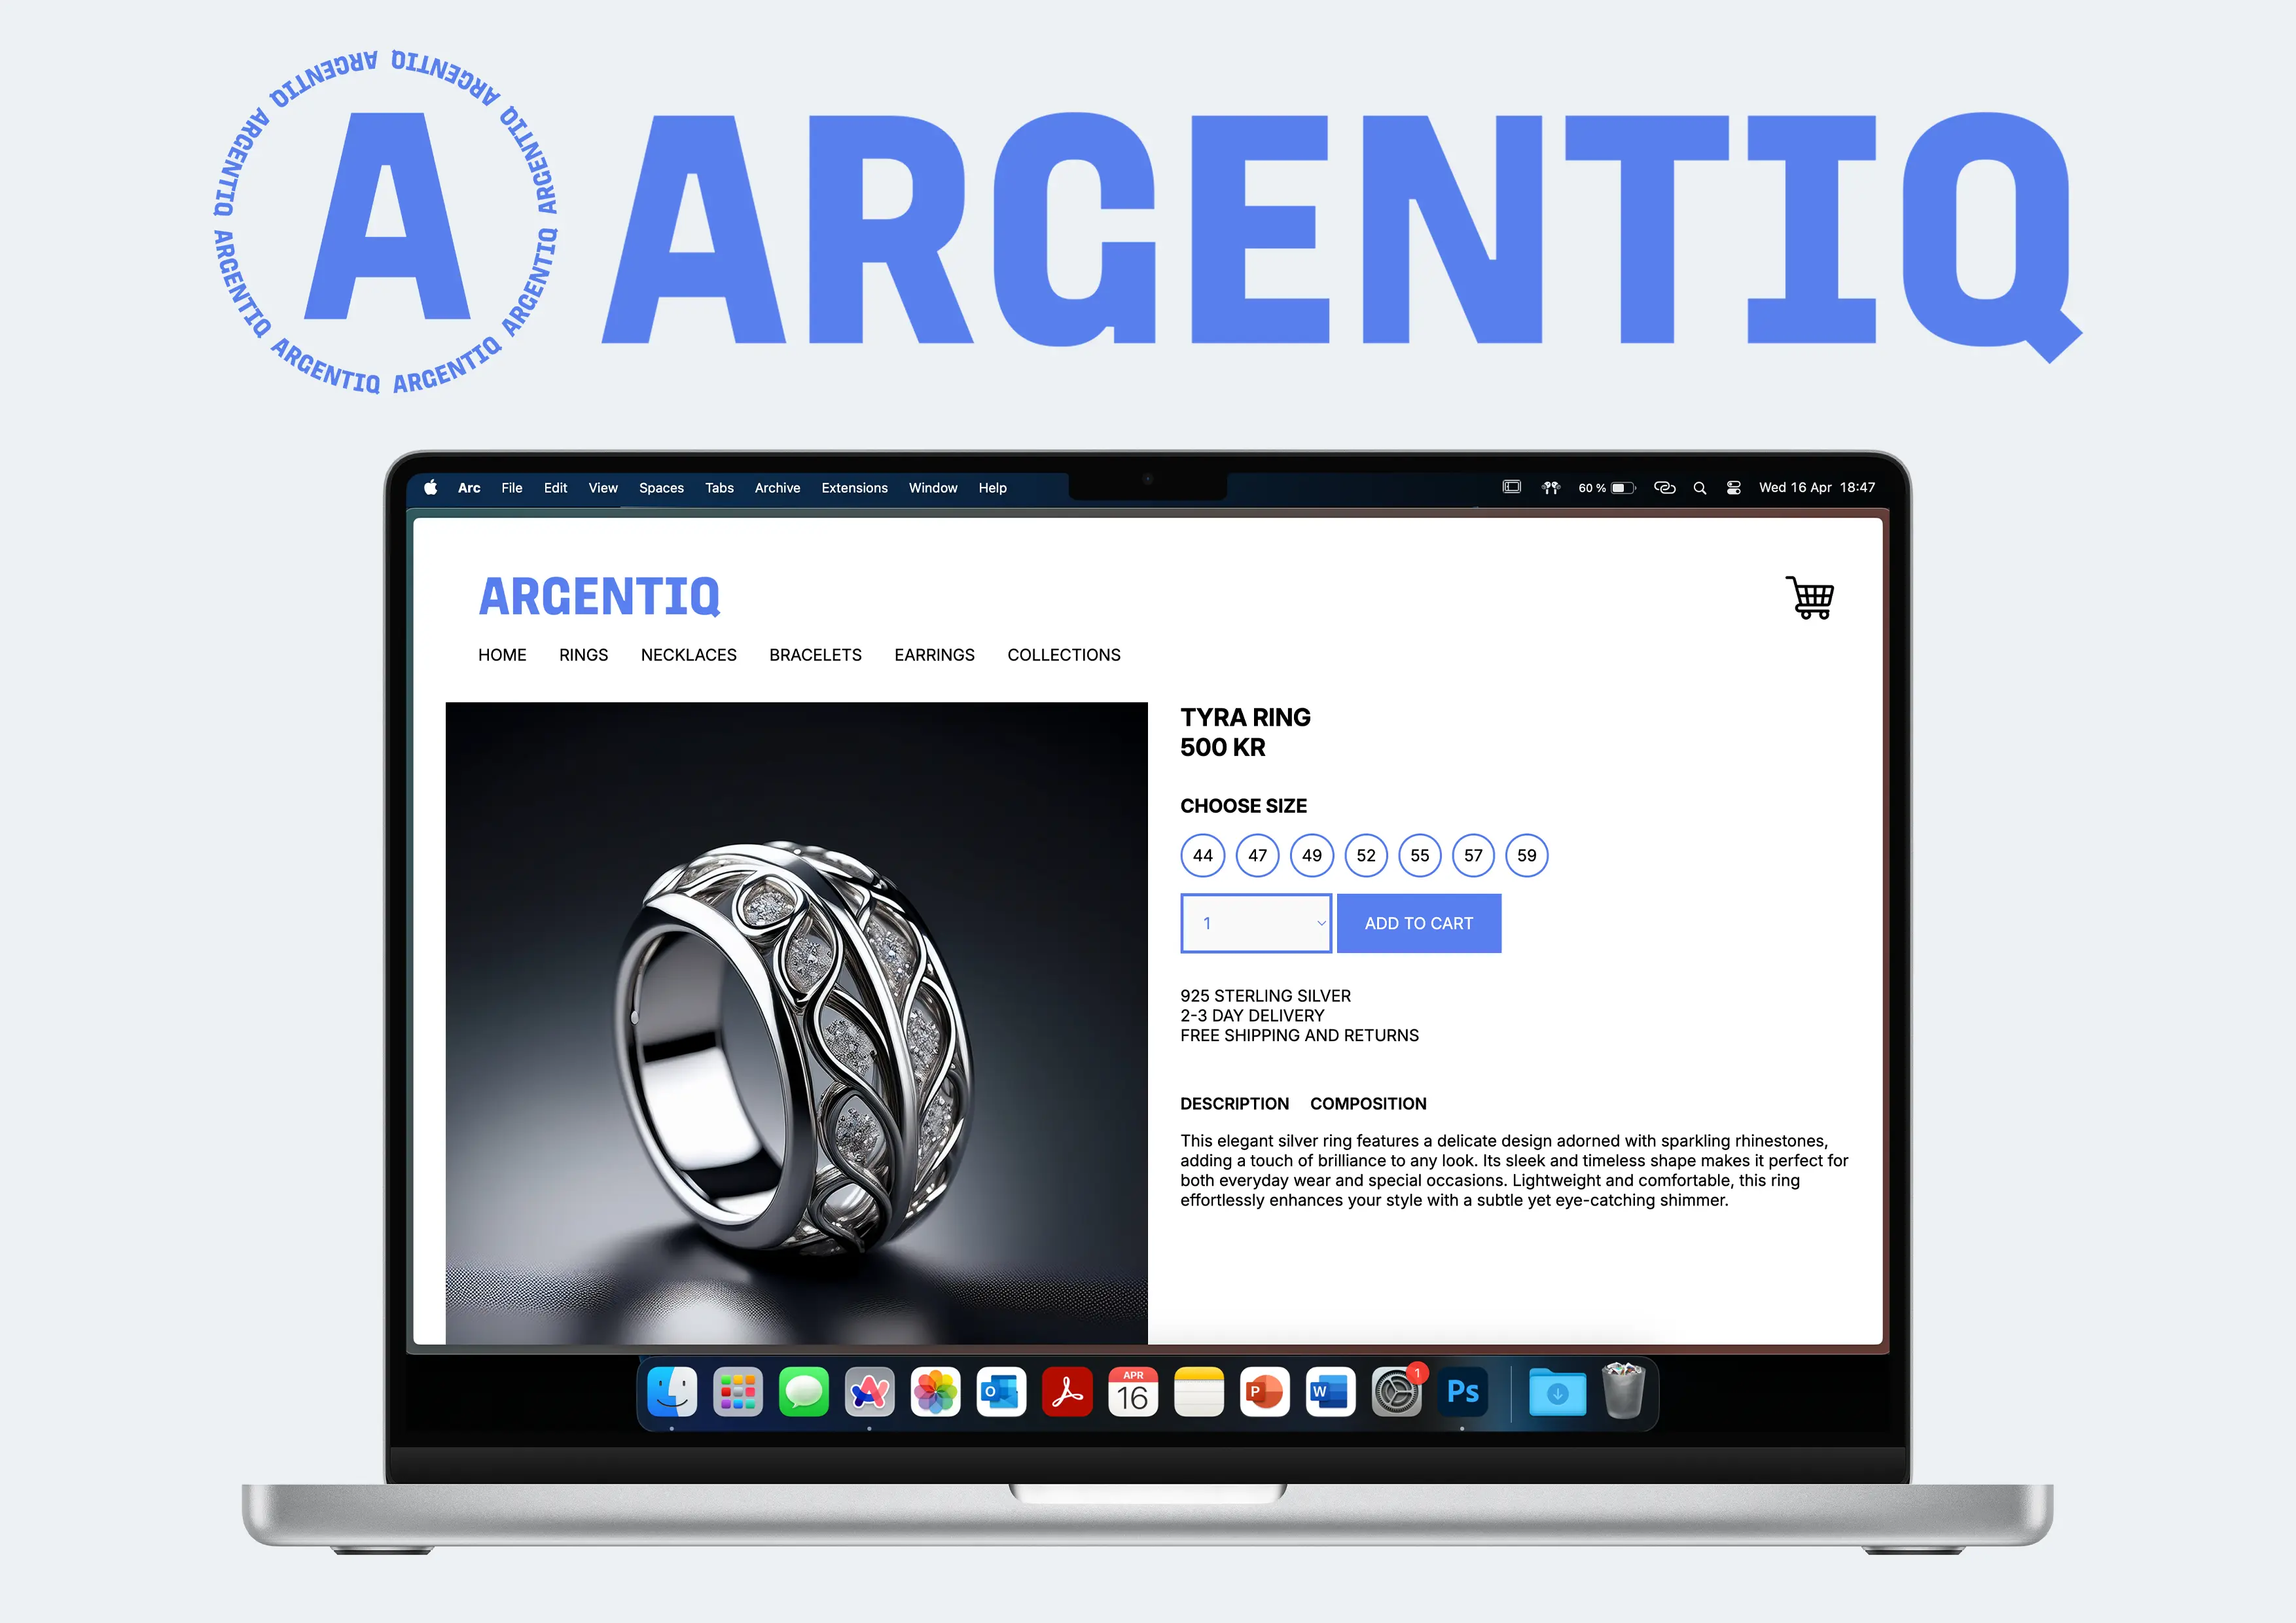 ARGENTIQ ARGENTIQ ARGENTIQ ARGENTIQ ARGENTIQ ARGENTIQ ARGENTIQ ARGENTIQ ARGENTIQ ARGENTIQ
A
ARGENTIQ
Arc File Edit View Spaces Tabs Archive Extensions Window Help
60 % Wed 16 Apr 18:47
ARGENTIQ
HOME RINGS NECKLACES BRACELETS EARRINGS COLLECTIONS
TYRA RING
500 KR
CHOOSE SIZE
44 47 49 52 55 57 59
1 ADD TO CART
925 STERLING SILVER
2-3 DAY DELIVERY
FREE SHIPPING AND RETURNS
DESCRIPTION COMPOSITION
This elegant silver ring features a delicate design adorned with sparkling rhinestones,
adding a touch of brilliance to any look. Its sleek and timeless shape makes it perfect for
both everyday wear and special occasions. Lightweight and comfortable, this ring
effortlessly enhances your style with a subtle yet eye-catching shimmer.
O
APR
16
P
W
1
Ps